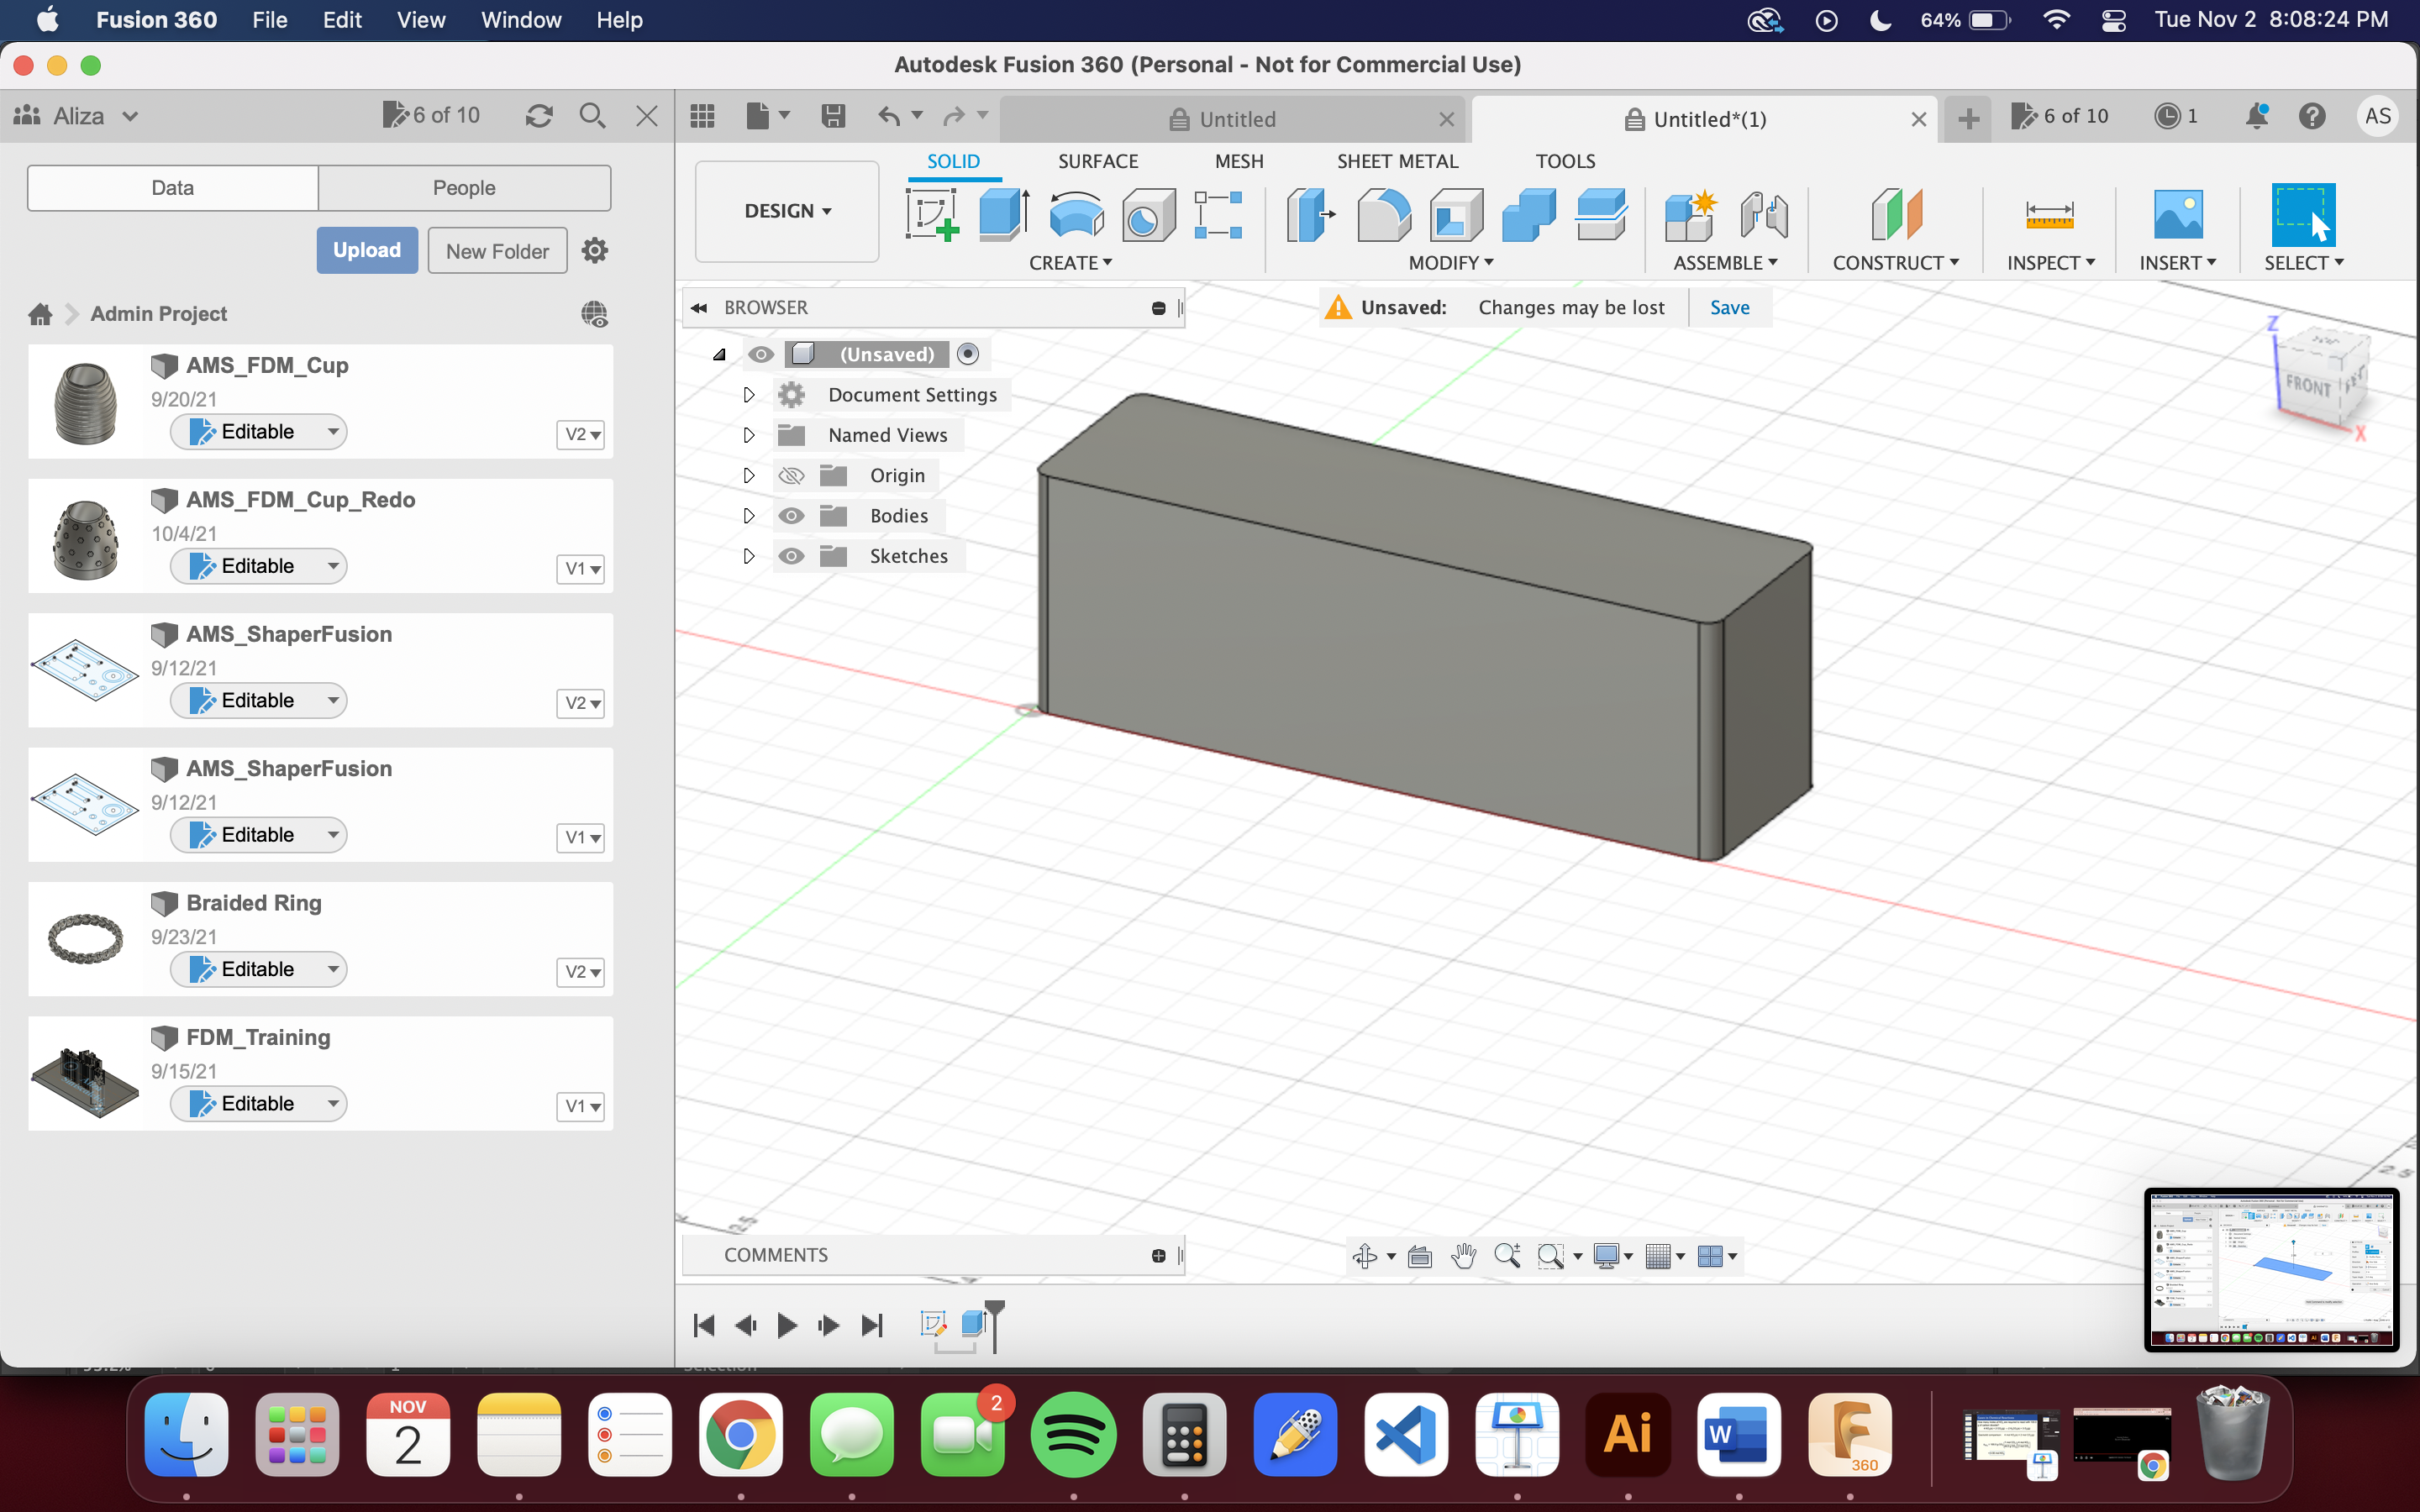 Fusion 360 File Edit View Window Help 64% Tue Nov 2 8:08:24 PM
Autodesk Fusion 360 (Personal - Not for Commercial Use)
Aliza 6 of 10 Untitled Untitled*(1) 6 of 10 1 AS
Data People
Upload New Folder
Admin Project
AMS_FDM_Cup
9/20/21
Editable V2
AMS_FDM_Cup_Redo
10/4/21
Editable V1
AMS_ShaperFusion
9/12/21
Editable V2
AMS_ShaperFusion
9/12/21
Editable V1
Braided Ring
9/23/21
Editable V2
FDM_Training
9/15/21
Editable V1
SOLID SURFACE MESH SHEET METAL TOOLS
DESIGN
CREATE MODIFY ASSEMBLE CONSTRUCT INSPECT INSERT SELECT
BROWSER Unsaved: Changes may be lost Save
(Unsaved)
Document Settings
Named Views
Origin
Bodies
Sketches
Z
FRONT
X
25
25
COMMENTS
NOV
2
2
Ai
W
360